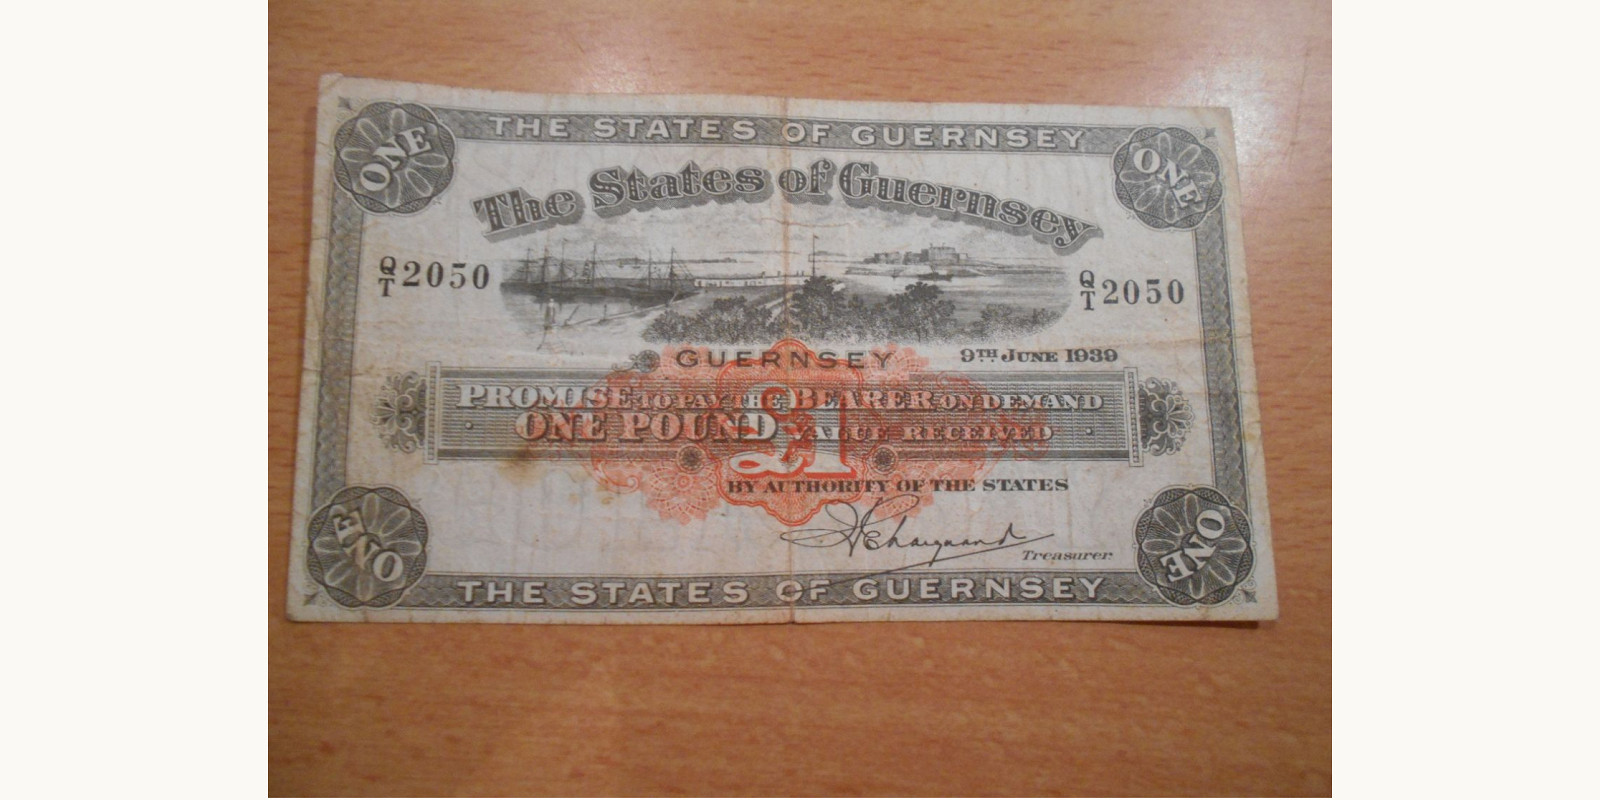 THE STATES OF GUERNSEY
ONE
ONE
The States of Guernsey
Q/T 2050
Q/T 2050
GUERNSEY 9TH JUNE 1939
PROMISE TO PAY THE BEARER ON DEMAND
ONE POUND VALUE RECEIVED
£1
BY AUTHORITY OF THE STATES
Treasurer
ONE
ONE
THE STATES OF GUERNSEY